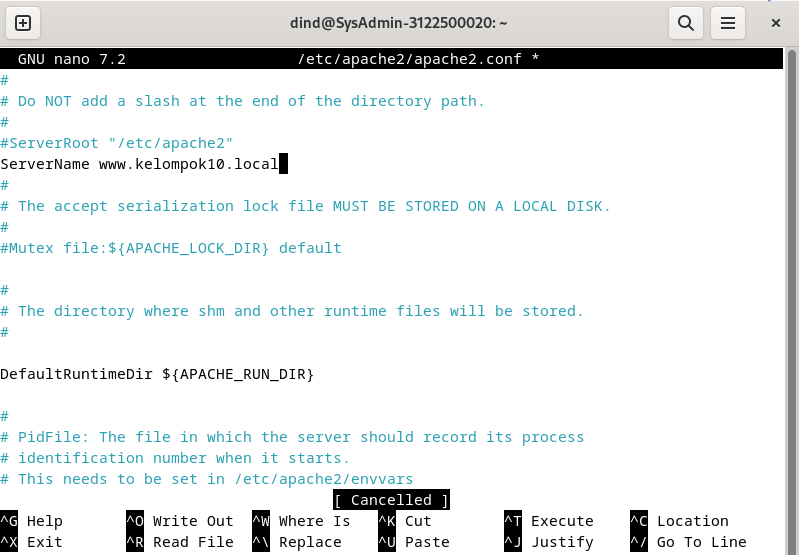 dind@SysAdmin-3122500020: ~
GNU nano 7.2 /etc/apache2/apache2.conf *
#
# Do NOT add a slash at the end of the directory path.
#
#ServerRoot "/etc/apache2"
ServerName www.kelompok10.local
#
# The accept serialization lock file MUST BE STORED ON A LOCAL DISK.
#
#Mutex file:${APACHE_LOCK_DIR} default
#
# The directory where shm and other runtime files will be stored.
#
DefaultRuntimeDir ${APACHE_RUN_DIR}
#
# PidFile: The file in which the server should record its process
# identification number when it starts.
# This needs to be set in /etc/apache2/envvars
[ Cancelled ]
^G Help ^O Write Out ^W Where Is ^K Cut ^T Execute ^C Location
^X Exit ^R Read File ^\ Replace ^U Paste ^J Justify ^/ Go To Line